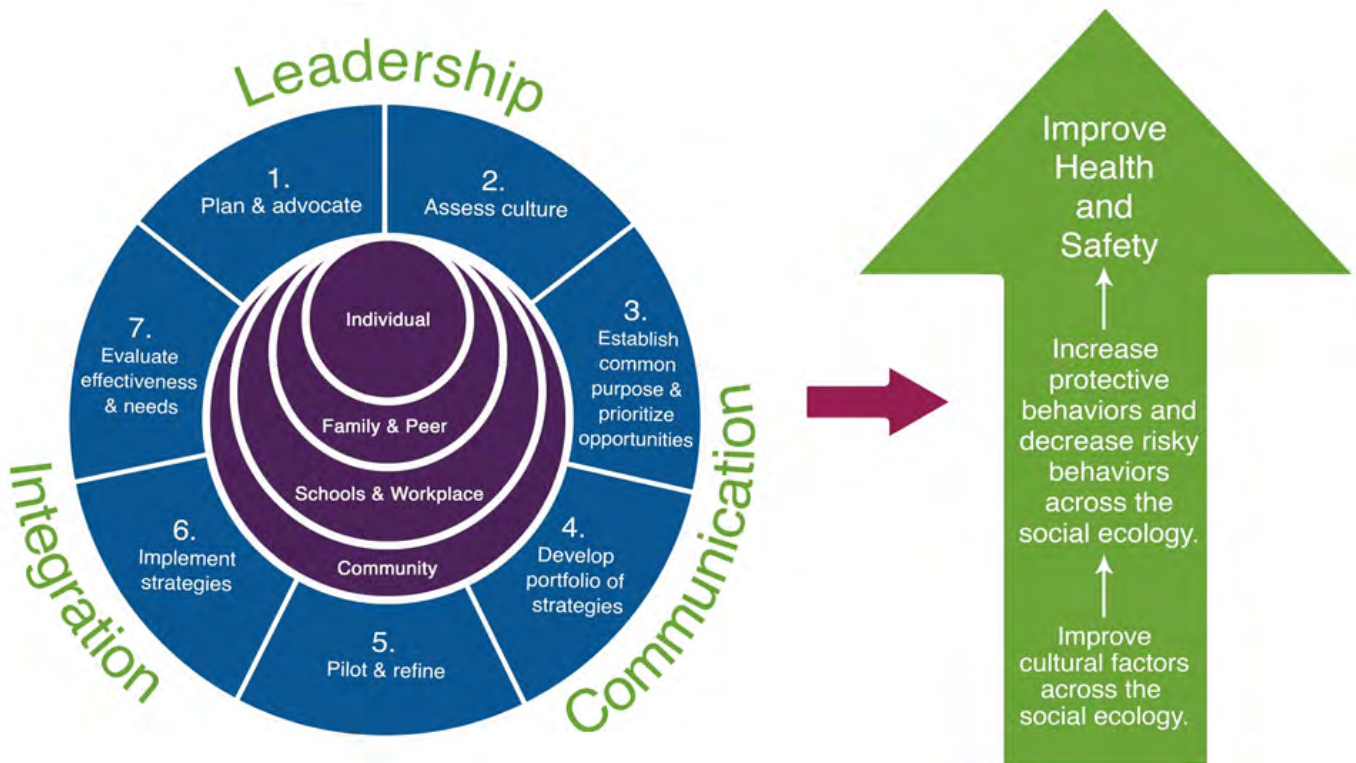 Leadership
1.
Plan & advocate
2.
Assess culture
3.
Establish
common
purpose &
prioritize
opportunities
4.
Develop
portfolio of
strategies
5.
Pilot & refine
6.
Implement
strategies
7.
Evaluate
effectiveness
& needs
Individual
Family & Peer
Schools & Workplace
Community
Communication
Integration
Improve
Health
and
Safety
Increase
protective
behaviors and
decrease risky
behaviors
across the
social ecology.
Improve
cultural factors
across the
social ecology.